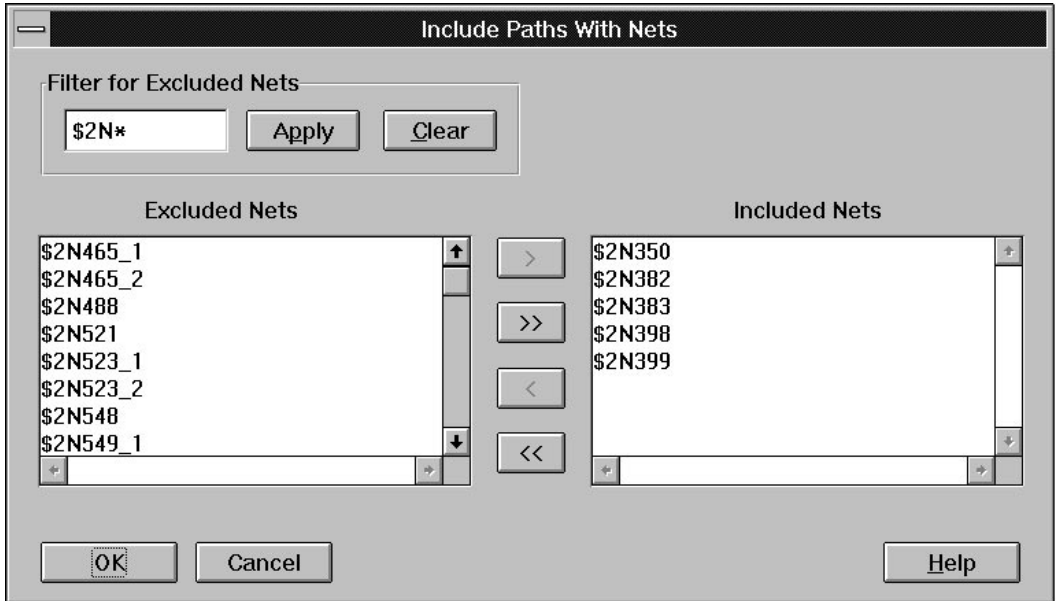 Include Paths With Nets
Filter for Excluded Nets
$2N*
Apply
Clear
Excluded Nets
Included Nets
$2N465_1
$2N465_2
$2N488
$2N521
$2N523_1
$2N523_2
$2N548
$2N549_1
>
>>
<
<<
$2N350
$2N382
$2N383
$2N398
$2N399
OK
Cancel
Help